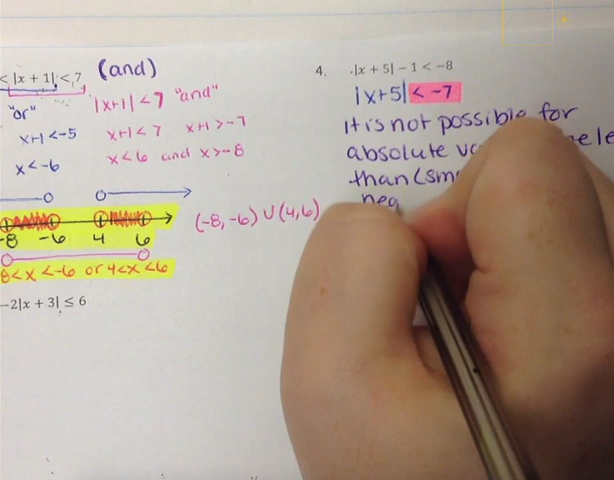 < |x + 1| < 7 (and)
"or" |x+1| < 7 "and"
x+1 < -5 x+1 < 7 x+1 > -7
x < -6 x < 6 and x > -8
-8 -6 4 6
(-8, -6) U (4, 6)
8 < x < -6 or 4 < x < 6
-2|x + 3| ≤ 6
4. |x + 5| - 1 < -8
|x+5| < -7
It is not possible for
absolute
than (sm
neg